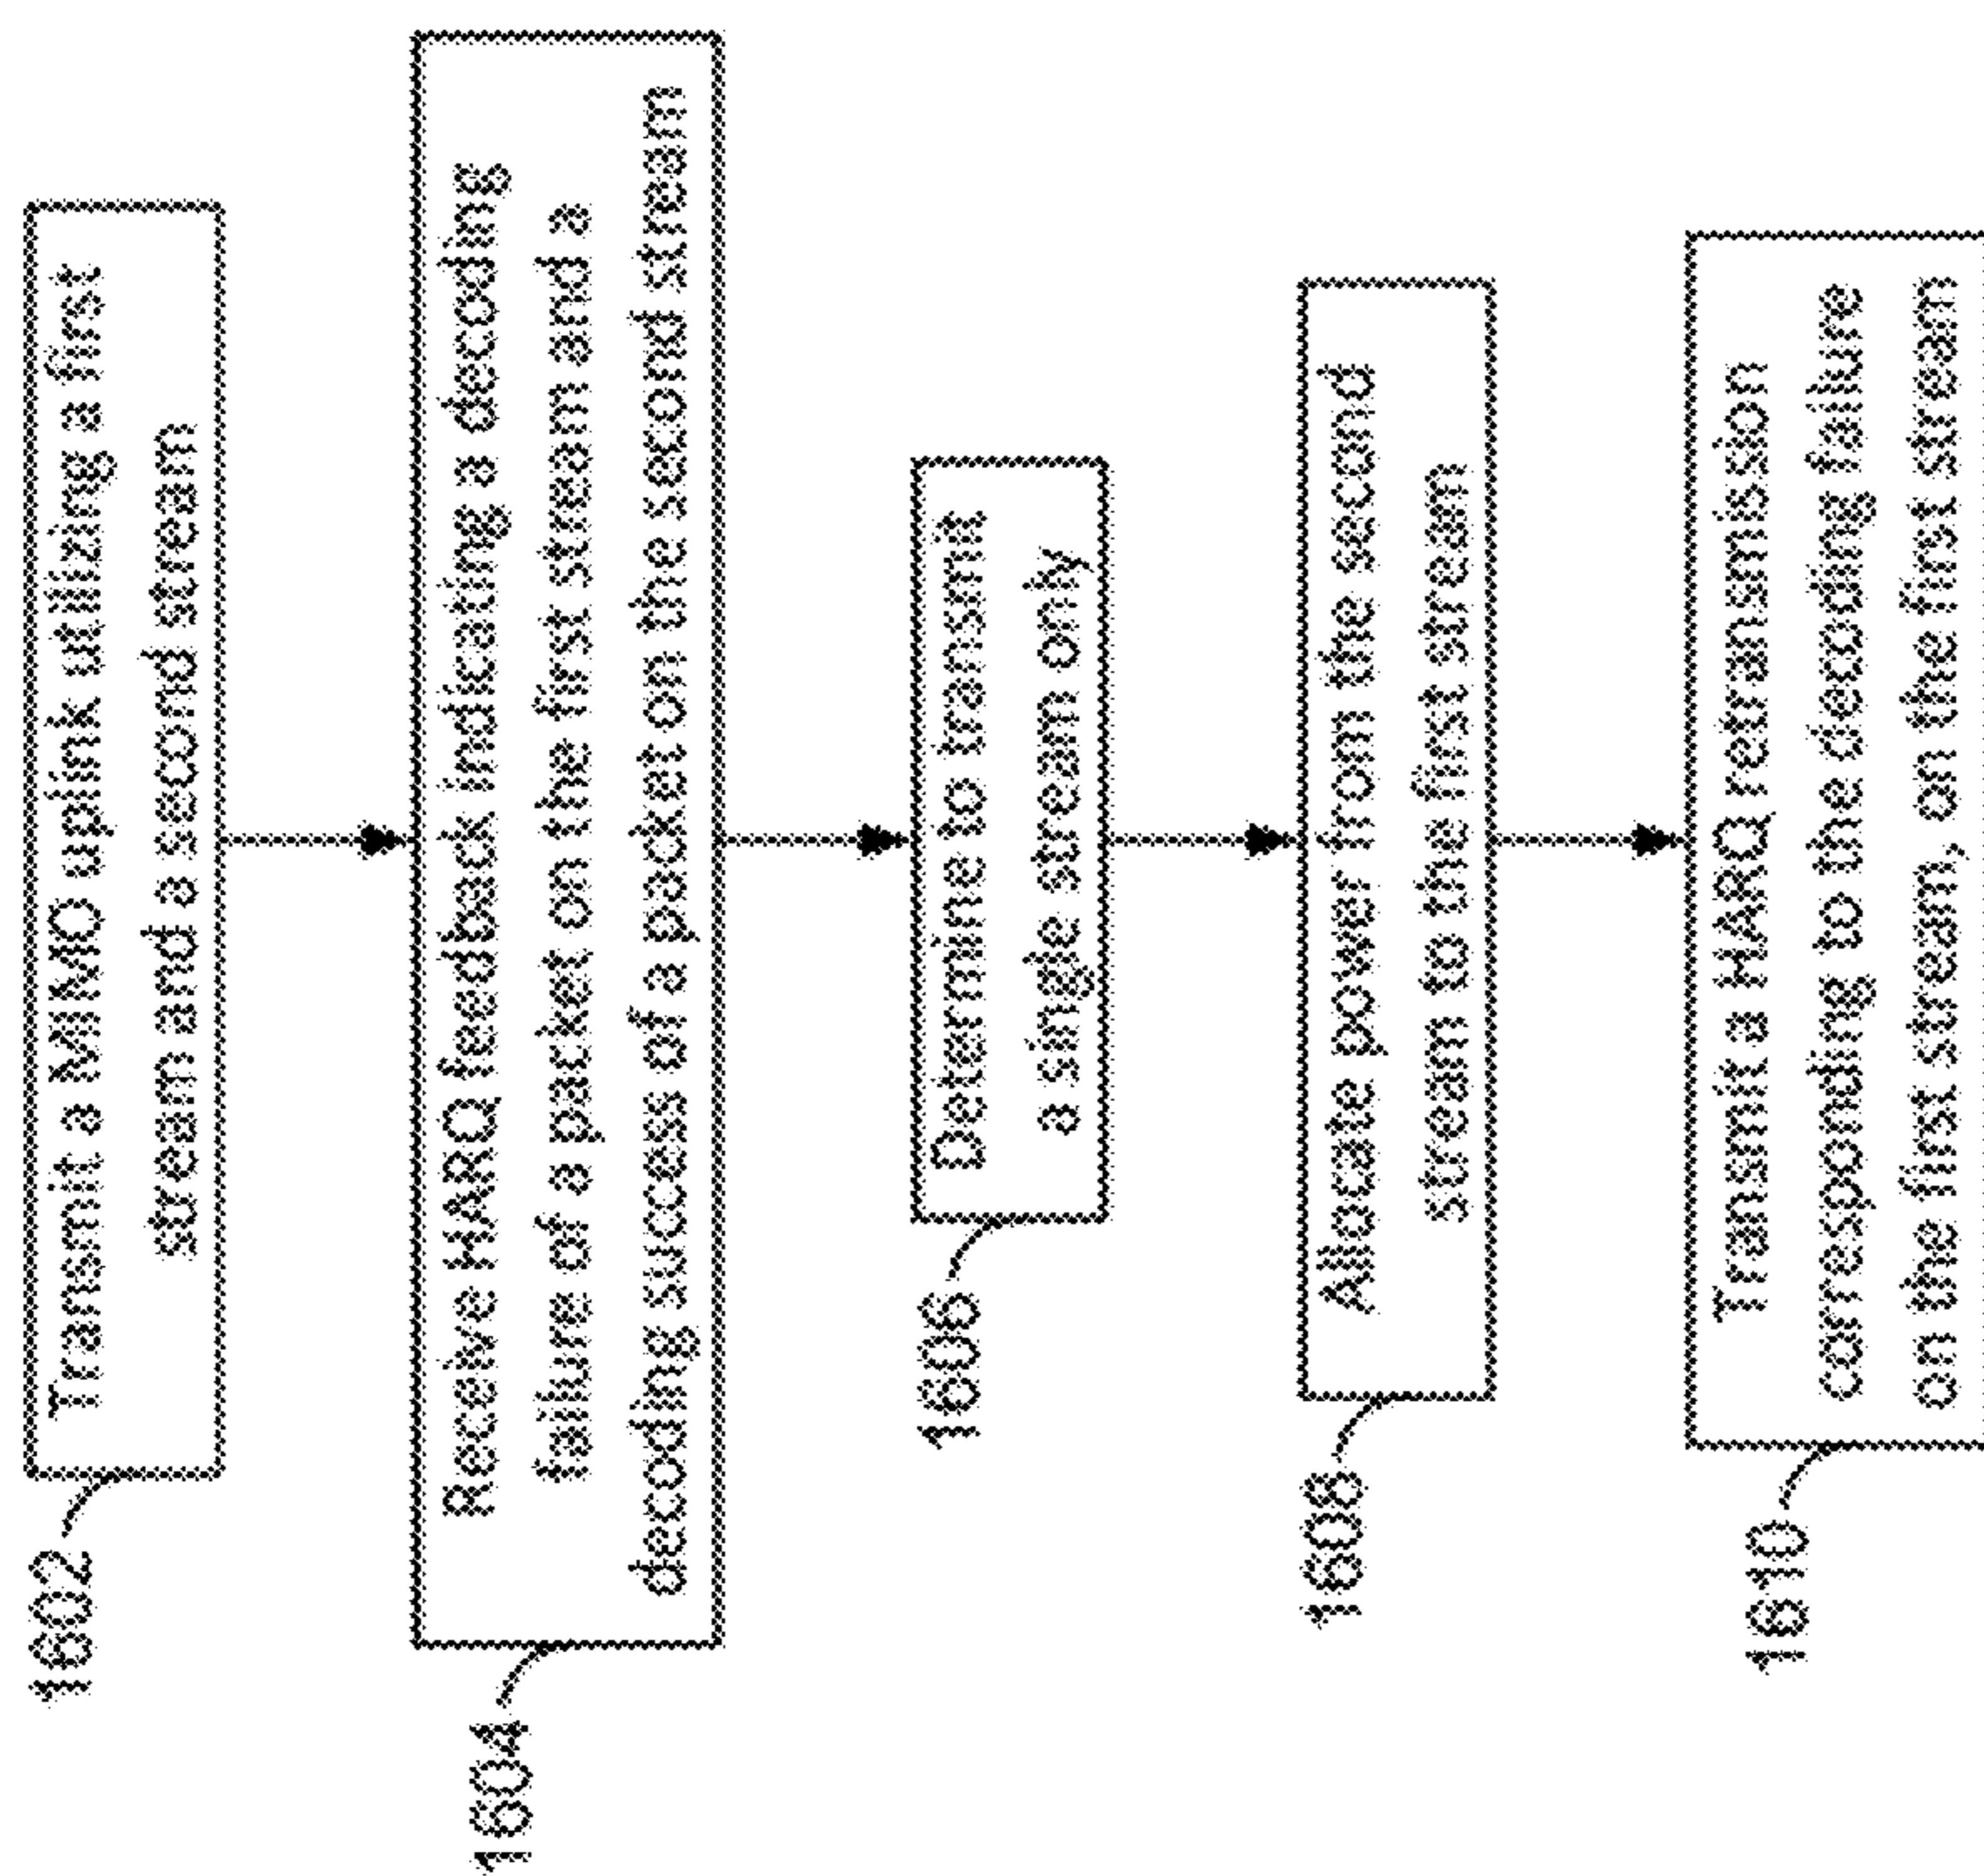 1602
Transmit a MIMO uplink utilizing a first
stream and a second stream
1604
Receive HARQ feedback indicating a decoding
failure of a packet on the first stream and a
decoding success of a packet on the second stream
1606
Determine to transmit
a single stream only
1608
Allocate power from the second
stream to the first stream
1610
Transmit a HARQ retransmission
corresponding to the decoding failure
on the first stream, on the first stream